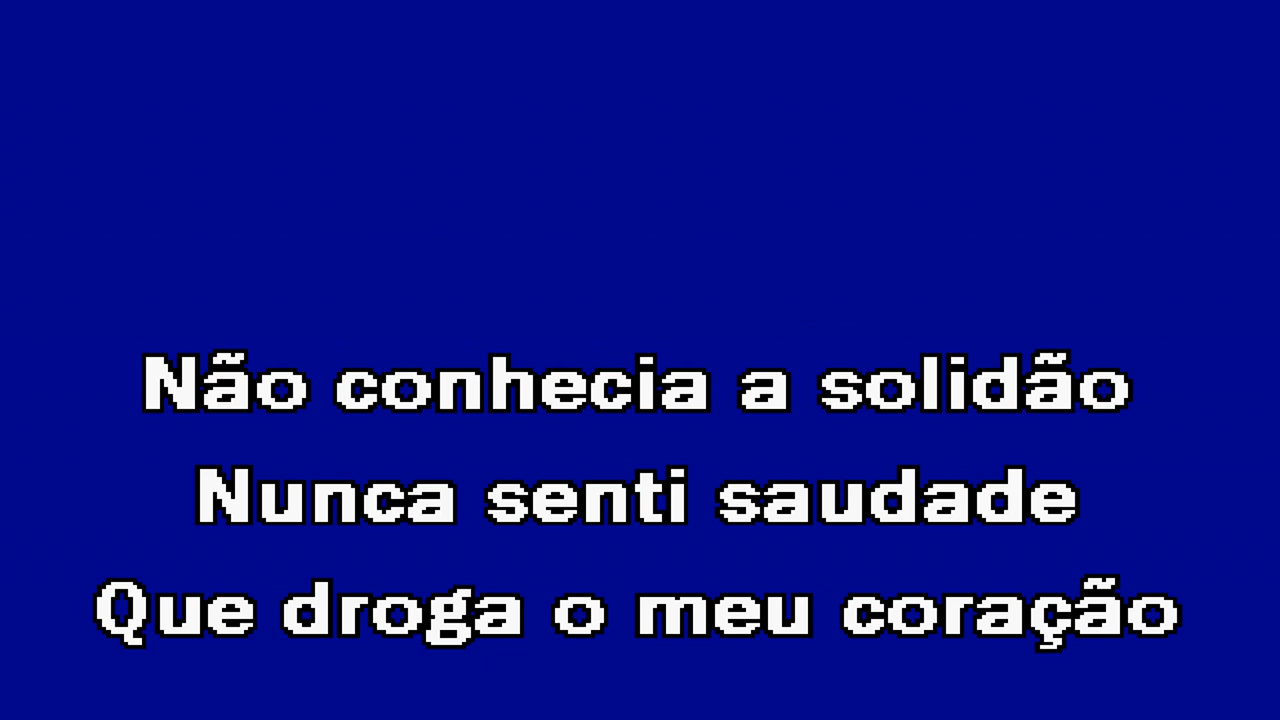 Não conhecia a solidão
Nunca senti saudade
Que droga o meu coração